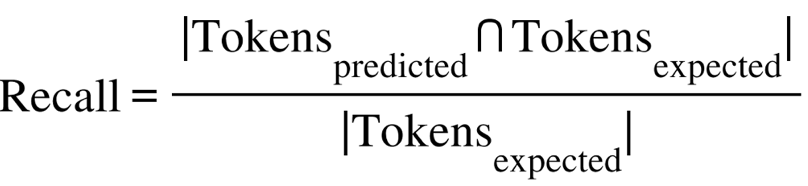 Recall = |Tokens_predicted ∩ Tokens_expected| / |Tokens_expected|